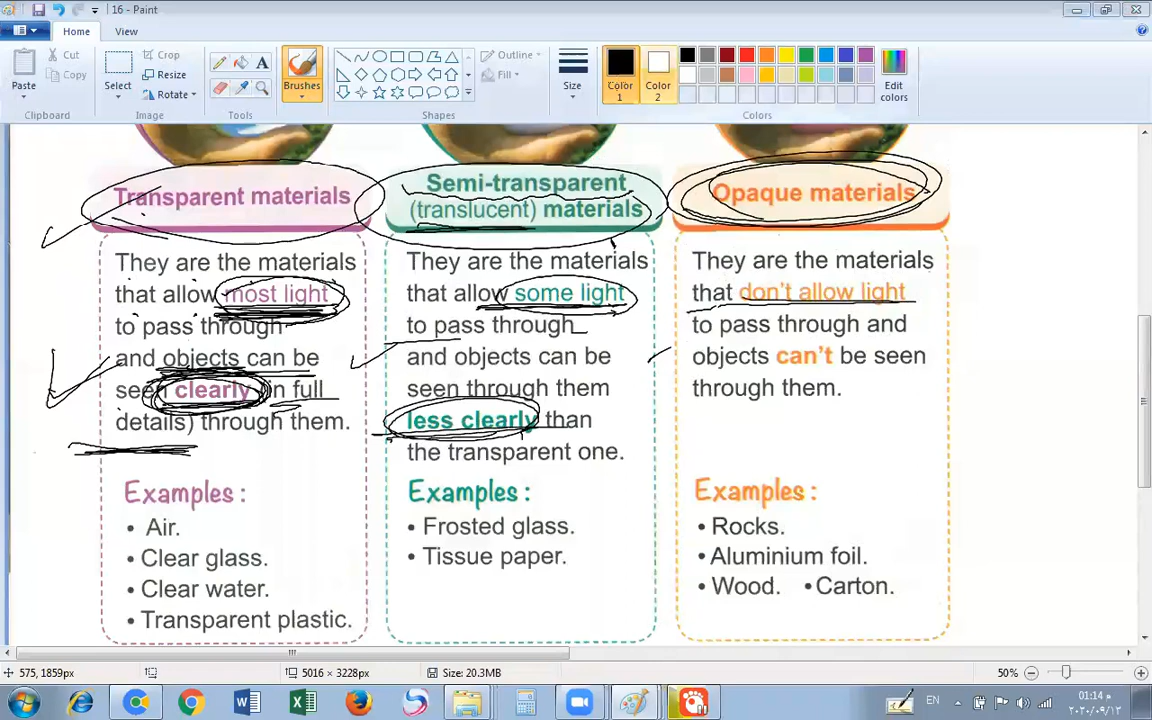 16 - Paint
Home
View
Paste
Cut
Copy
Clipboard
Select
Crop
Resize
Rotate
Image
A
Tools
Brushes
Outline
Fill
Shapes
Size
Color
1
Color
2
Edit
colors
Colors
Transparent materials
They are the materials
that allow most light
to pass through
and objects can be
seen clearly (in full
details) through them.
Examples :
• Air.
• Clear glass.
• Clear water.
• Transparent plastic.
Semi-transparent
(translucent) materials
They are the materials
that allow some light
to pass through
and objects can be
seen through them
less clearly than
the transparent one.
Examples :
• Frosted glass.
• Tissue paper.
Opaque materials
They are the materials
that don't allow light
to pass through and
objects can't be seen
through them.
Examples :
• Rocks.
• Aluminium foil.
• Wood. • Carton.
575, 1859px
5016 × 3228px
Size: 20.3MB
50%
EN
01:14 م
٢٠٢٠/٠٩/١٣